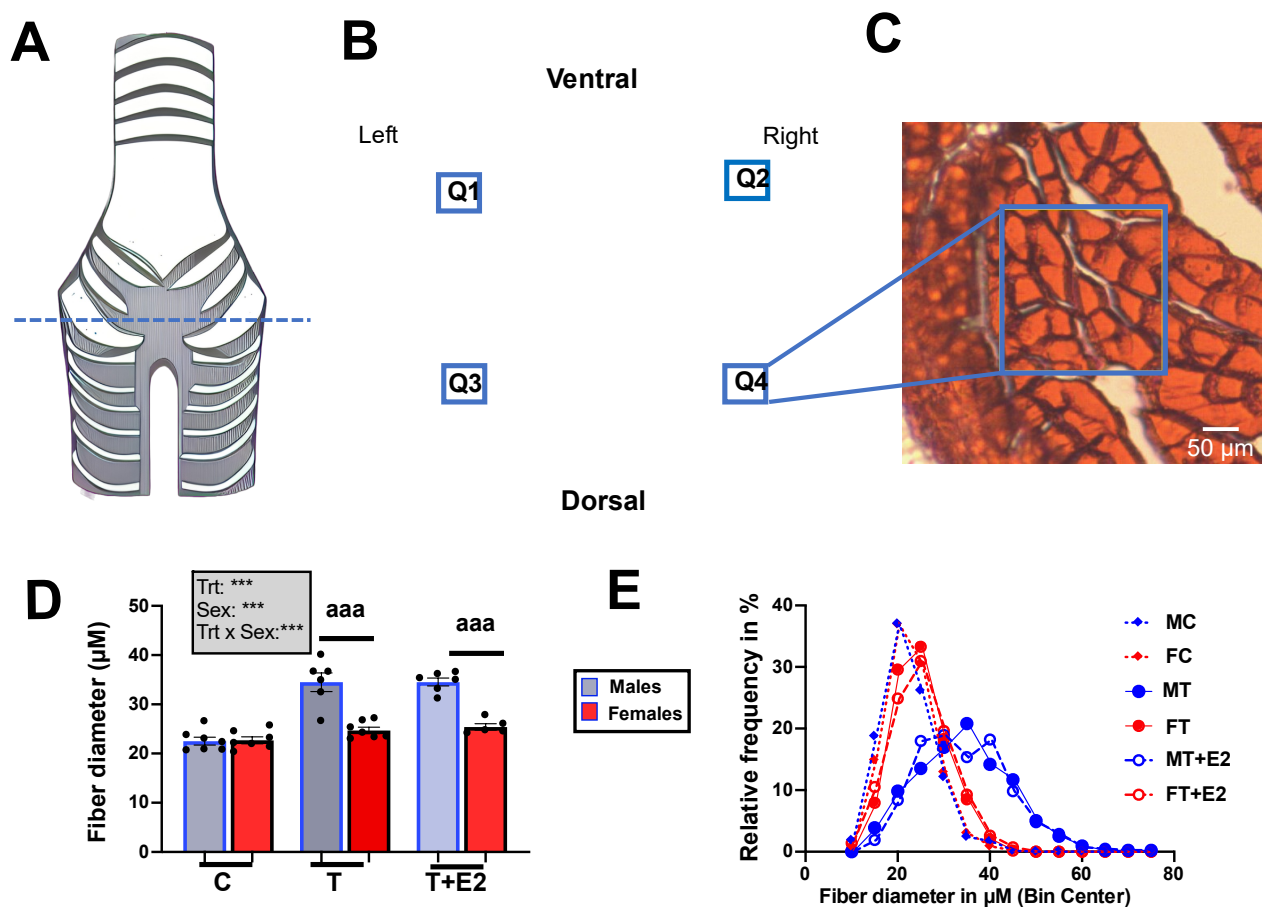 A
B
C
Ventral
Left
Right
Q1
Q2
Q3
Q4
50 µm
Dorsal
D
Trt: ***
Sex: ***
Trt x Sex:***
aaa
aaa
Fiber diameter (µM)
50
40
30
20
10
0
C
T
T+E2
Males
Females
E
Relative frequency in %
40
30
20
10
0
0
20
40
60
80
Fiber diameter in µM (Bin Center)
MC
FC
MT
FT
MT+E2
FT+E2